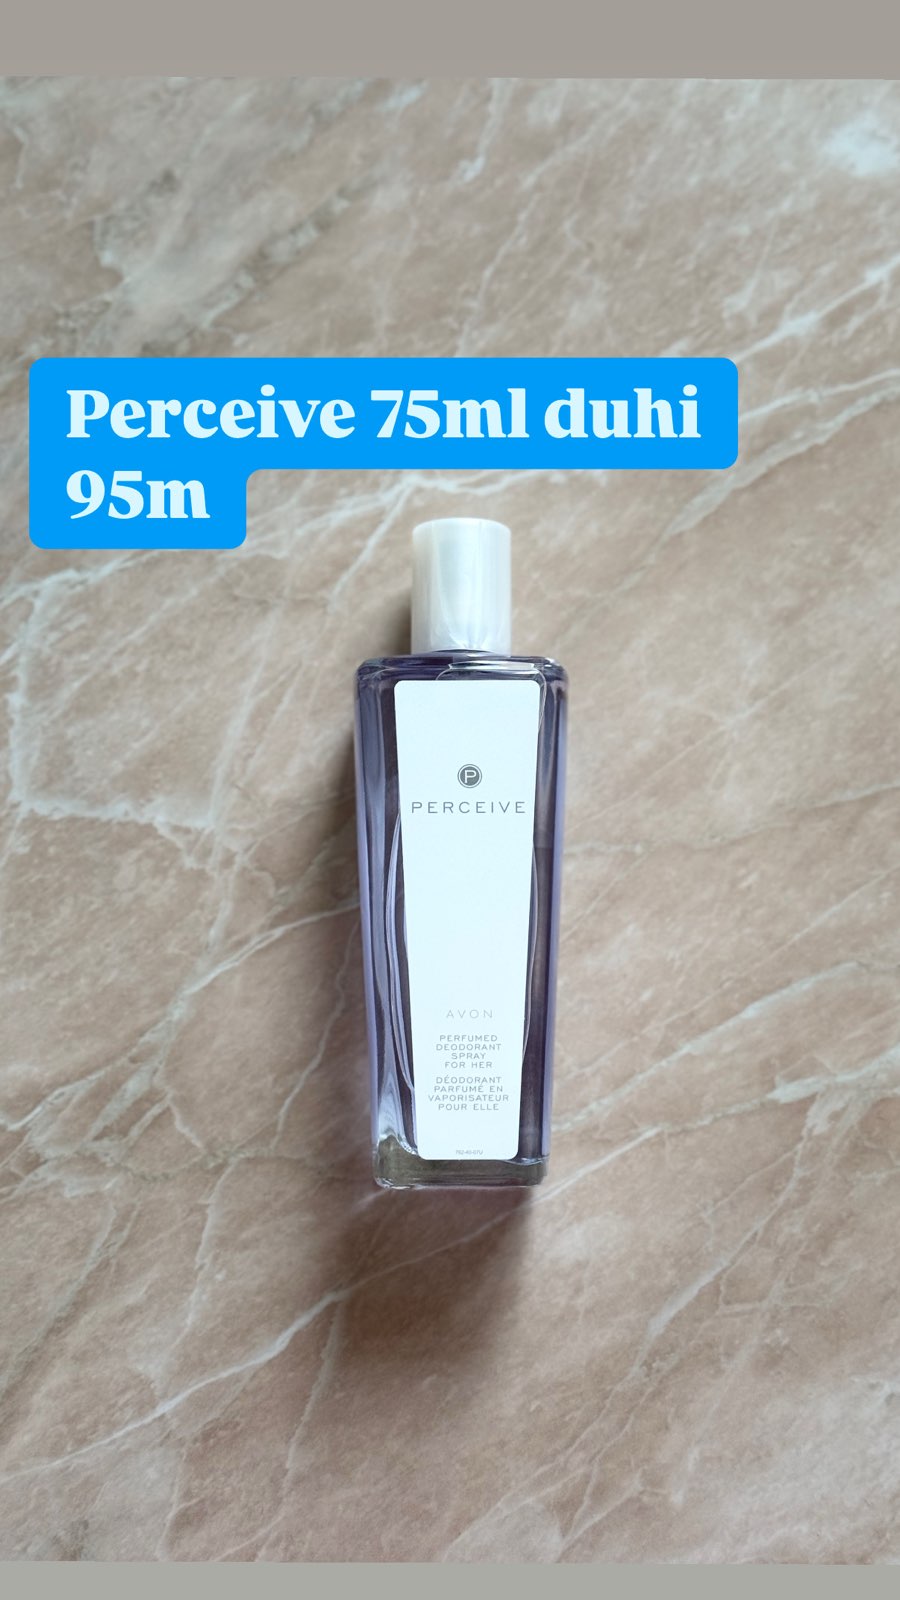 Perceive 75ml duhi
95m
P
PERCEIVE
AVON
PERFUMED
DEODORANT
SPRAY
FOR HER
DÉODORANT
PARFUMÉ EN
VAPORISATEUR
POUR ELLE